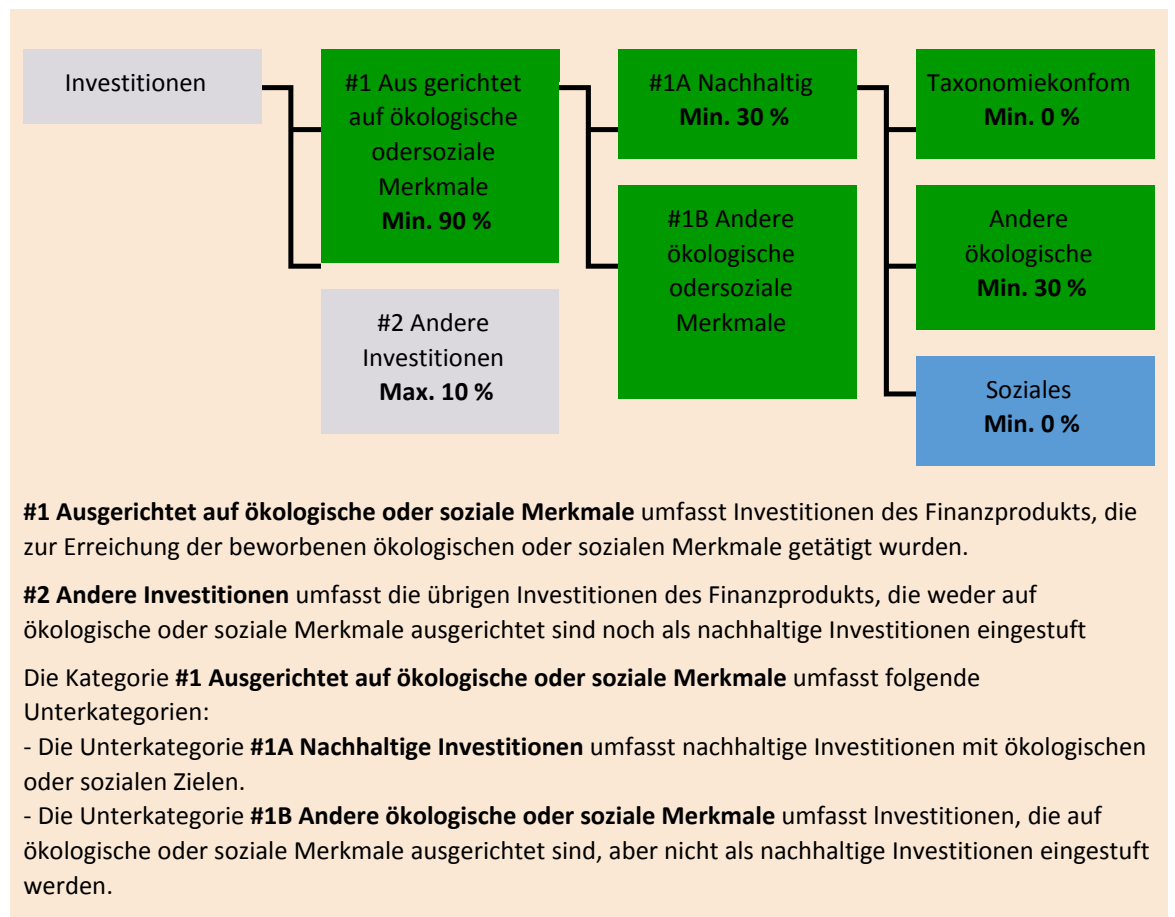 Investitionen
#1 Aus gerichtet
auf ökologische
odersoziale
Merkmale
Min. 90 %
#2 Andere
Investitionen
Max. 10 %
#1A Nachhaltig
Min. 30 %
#1B Andere
ökologische
odersoziale
Merkmale
Taxonomiekonfom
Min. 0 %
Andere
ökologische
Min. 30 %
Soziales
Min. 0 %
#1 Ausgerichtet auf ökologische oder soziale Merkmale umfasst Investitionen des Finanzprodukts, die
zur Erreichung der beworbenen ökologischen oder sozialen Merkmale getätigt wurden.
#2 Andere Investitionen umfasst die übrigen Investitionen des Finanzprodukts, die weder auf
ökologische oder soziale Merkmale ausgerichtet sind noch als nachhaltige Investitionen eingestuft
Die Kategorie #1 Ausgerichtet auf ökologische oder soziale Merkmale umfasst folgende
Unterkategorien:
- Die Unterkategorie #1A Nachhaltige Investitionen umfasst nachhaltige Investitionen mit ökologischen
oder sozialen Zielen.
- Die Unterkategorie #1B Andere ökologische oder soziale Merkmale umfasst lnvestitionen, die auf
ökologische oder soziale Merkmale ausgerichtet sind, aber nicht als nachhaltige Investitionen eingestuft
werden.